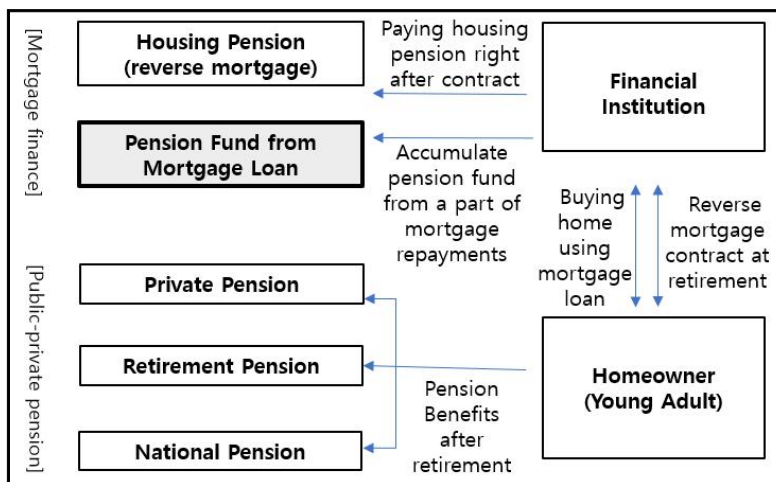 [Mortgage finance]
Housing Pension
(reverse mortgage)
Paying housing
pension right
after contract
Financial
Institution
Pension Fund from
Mortgage Loan
Accumulate
pension fund
from a part of
mortgage
repayments
Buying
home
using
mortgage
loan
Reverse
mortgage
contract at
retirement
[Public-private pension]
Private Pension
Retirement Pension
National Pension
Pension
Benefits
after
retirement
Homeowner
(Young Adult)